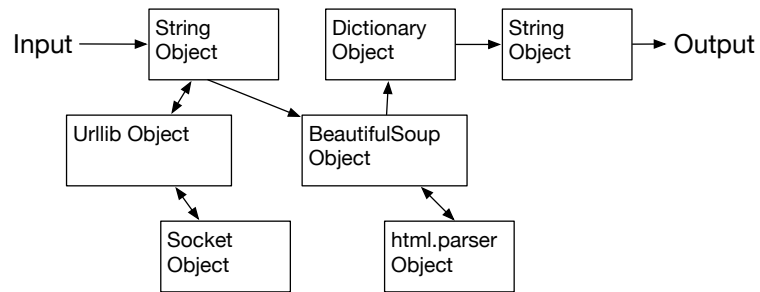 Input
String
Object
Dictionary
Object
String
Object
Output
Urllib Object
BeautifulSoup
Object
Socket
Object
html.parser
Object